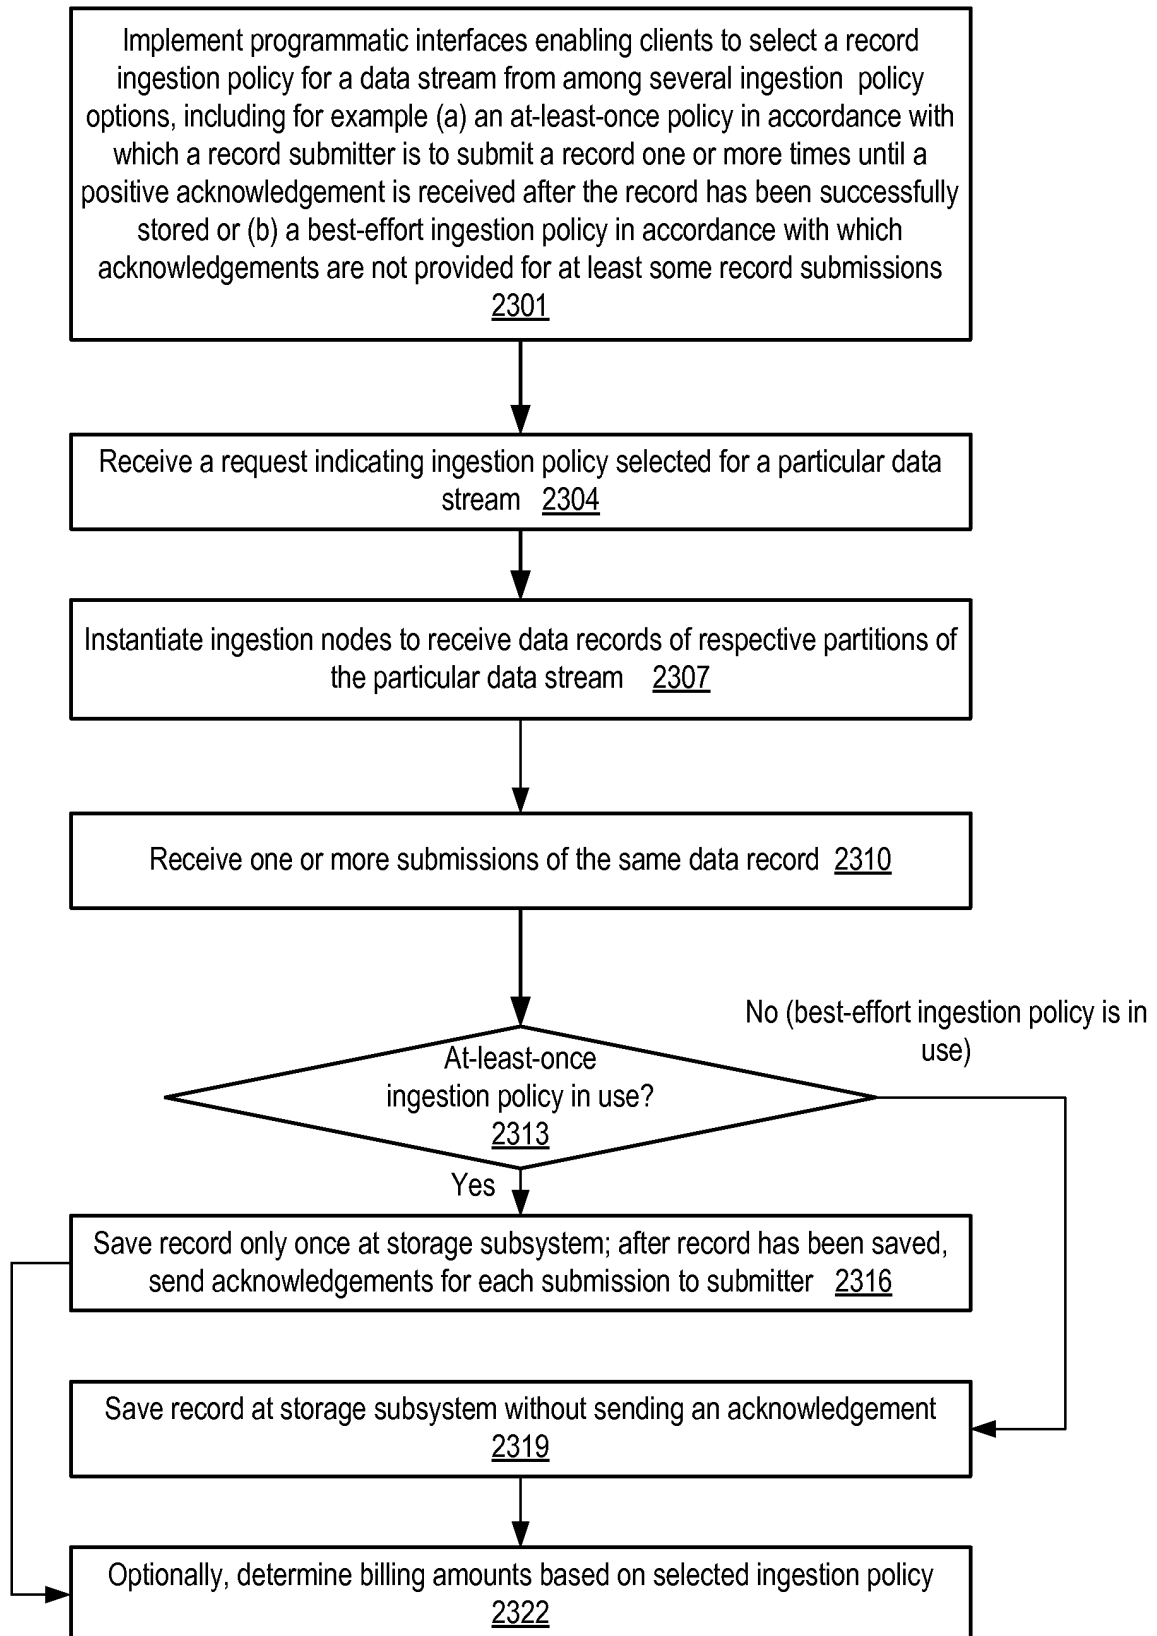 Implement programmatic interfaces enabling clients to select a record
ingestion policy for a data stream from among several ingestion policy
options, including for example (a) an at-least-once policy in accordance with
which a record submitter is to submit a record one or more times until a
positive acknowledgement is received after the record has been successfully
stored or (b) a best-effort ingestion policy in accordance with which
acknowledgements are not provided for at least some record submissions
2301
Receive a request indicating ingestion policy selected for a particular data
stream 2304
Instantiate ingestion nodes to receive data records of respective partitions of
the particular data stream 2307
Receive one or more submissions of the same data record 2310
No (best-effort ingestion policy is in
use)
At-least-once
ingestion policy in use?
2313
Yes
Save record only once at storage subsystem; after record has been saved,
send acknowledgements for each submission to submitter 2316
Save record at storage subsystem without sending an acknowledgement
2319
Optionally, determine billing amounts based on selected ingestion policy
2322